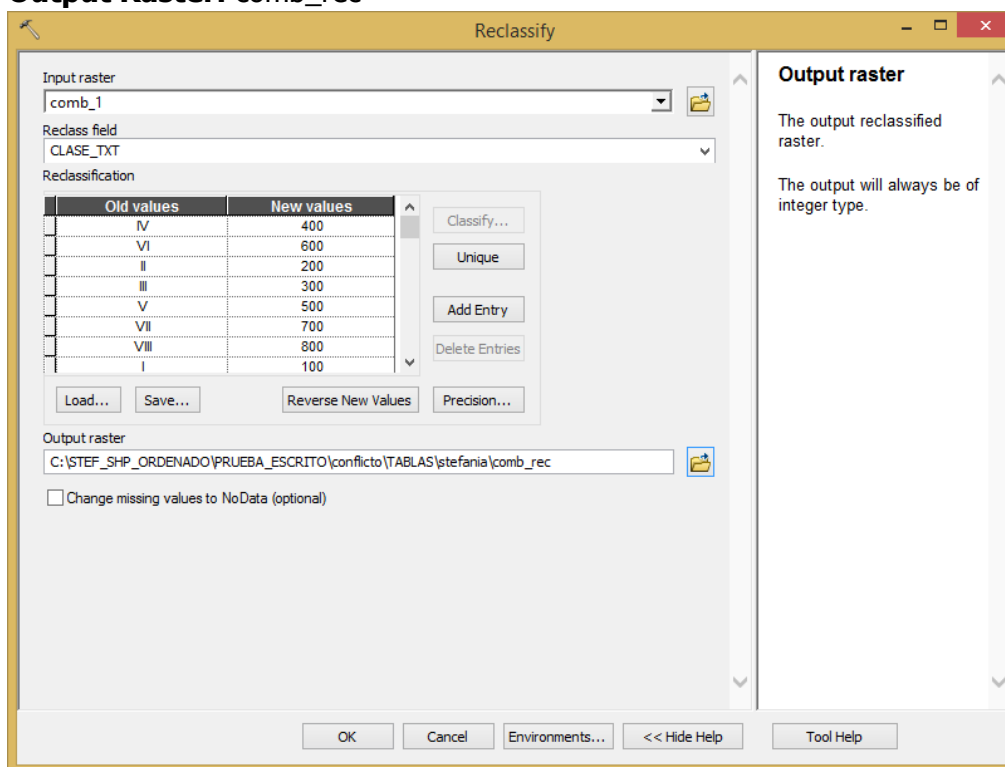 Output Raster: comb_rec
Reclassify
Input raster
comb_1
Reclass field
CLASE_TXT
Reclassification
Old values New values
IV 400
VI 600
II 200
III 300
V 500
VII 700
VIII 800
I 100
Classify...
Unique
Add Entry
Delete Entries
Load... Save... Reverse New Values Precision...
Output raster
C:\STEF_SHP_ORDENADO\PRUEBA_ESCRITO\conflicto\TABLAS\stefania\comb_rec
Change missing values to NoData (optional)
OK Cancel Environments... << Hide Help Tool Help
Output raster
The output reclassified
raster.
The output will always be of
integer type.